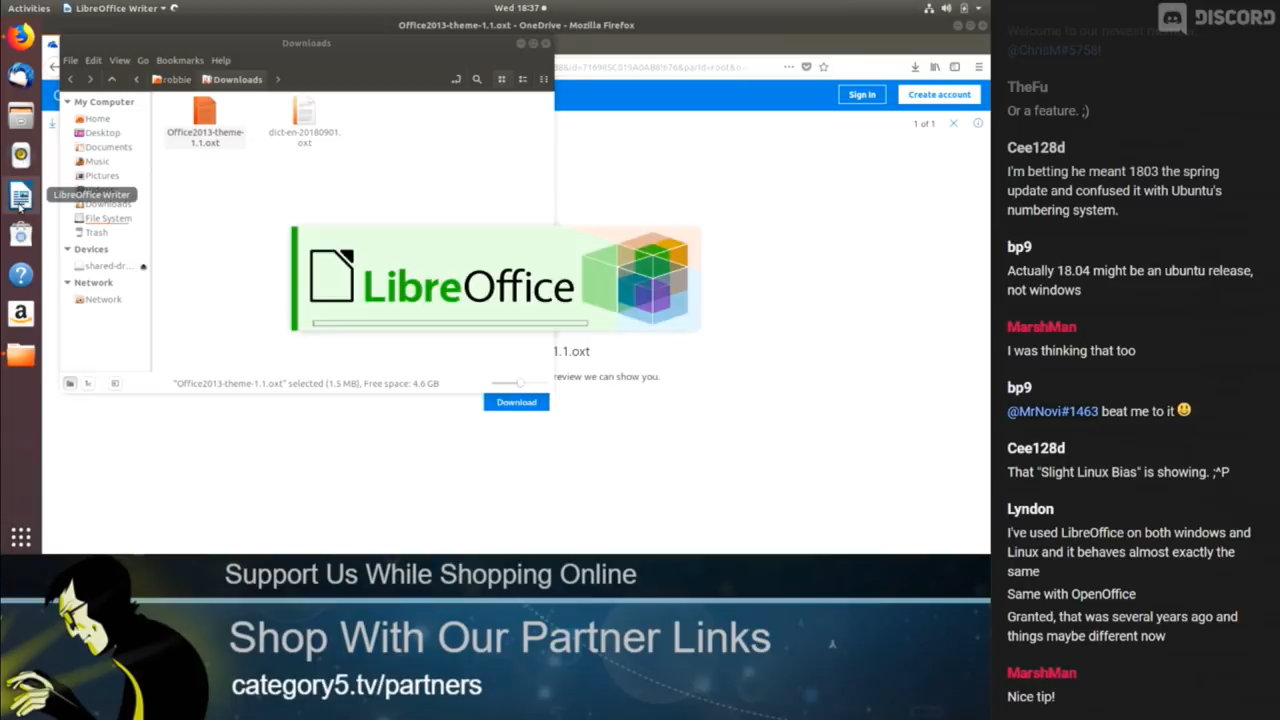 Activities
LibreOffice Writer
Wed 18:37
Office2013-theme-1.1.oxt - OneDrive - Mozilla Firefox
Downloads
File Edit View Go Bookmarks Help
robbie Downloads
Sign In
Create account
1 of 1
My Computer
Home
Desktop
Documents
Music
Pictures
LibreOffice Writer
Downloads
File System
Trash
Devices
shared-dr...
Network
Network
Office2013-theme-
1.1.oxt
dict-en-20180901.
oxt
LibreOffice
1.1.oxt
review we can show you.
"Office2013-theme-1.1.oxt" selected (1.5 MB), Free space: 4.6 GB
Download
Support Us While Shopping Online
Shop With Our Partner Links
category5.tv/partners
DISCORD
Welcome to our newest
@ChrisM#5758!
TheFu
Or a feature. ;)
Cee128d
I'm betting he meant 1803 the spring
update and confused it with Ubuntu's
numbering system.
bp9
Actually 18.04 might be an ubuntu release,
not windows
MarshMan
I was thinking that too
bp9
@MrNovi#1463 beat me to it
Cee128d
That "Slight Linux Bias" is showing. ;^P
Lyndon
I've used LibreOffice on both windows and
Linux and it behaves almost exactly the
same
Same with OpenOffice
Granted, that was several years ago and
things maybe different now
MarshMan
Nice tip!